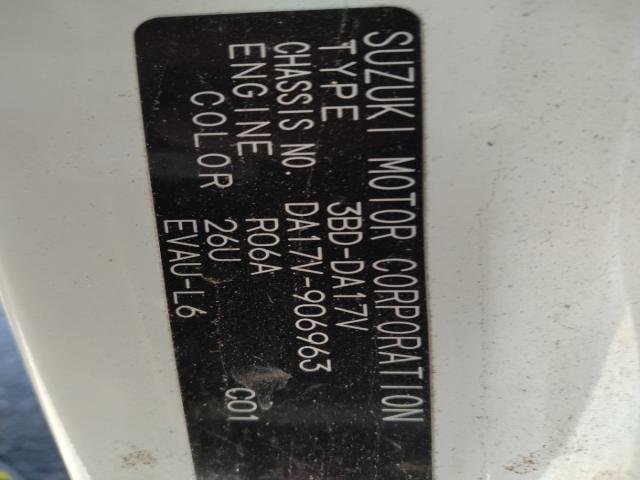 SUZUKI MOTOR CORPORATION
TYPE 3BD-DA17V
CHASSIS NO. DA17V-906963
ENGINE R06A
COLOR 26U C01
EVAU-L6